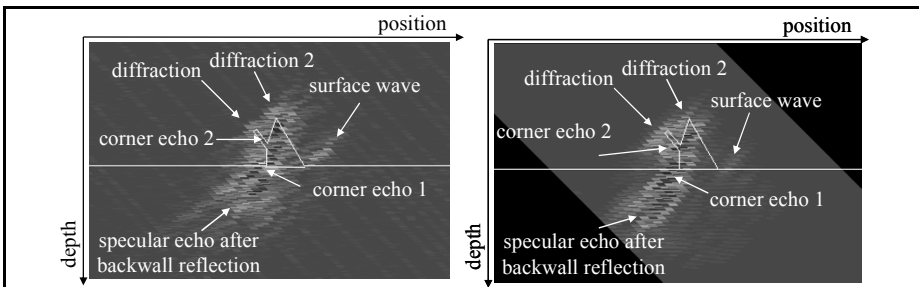 position
diffraction 2
diffraction
surface wave
corner echo 2
corner echo 1
specular echo after
backwall reflection
depth
position
diffraction 2
diffraction
surface wave
corner echo 2
corner echo 1
specular echo after
backwall reflection
depth